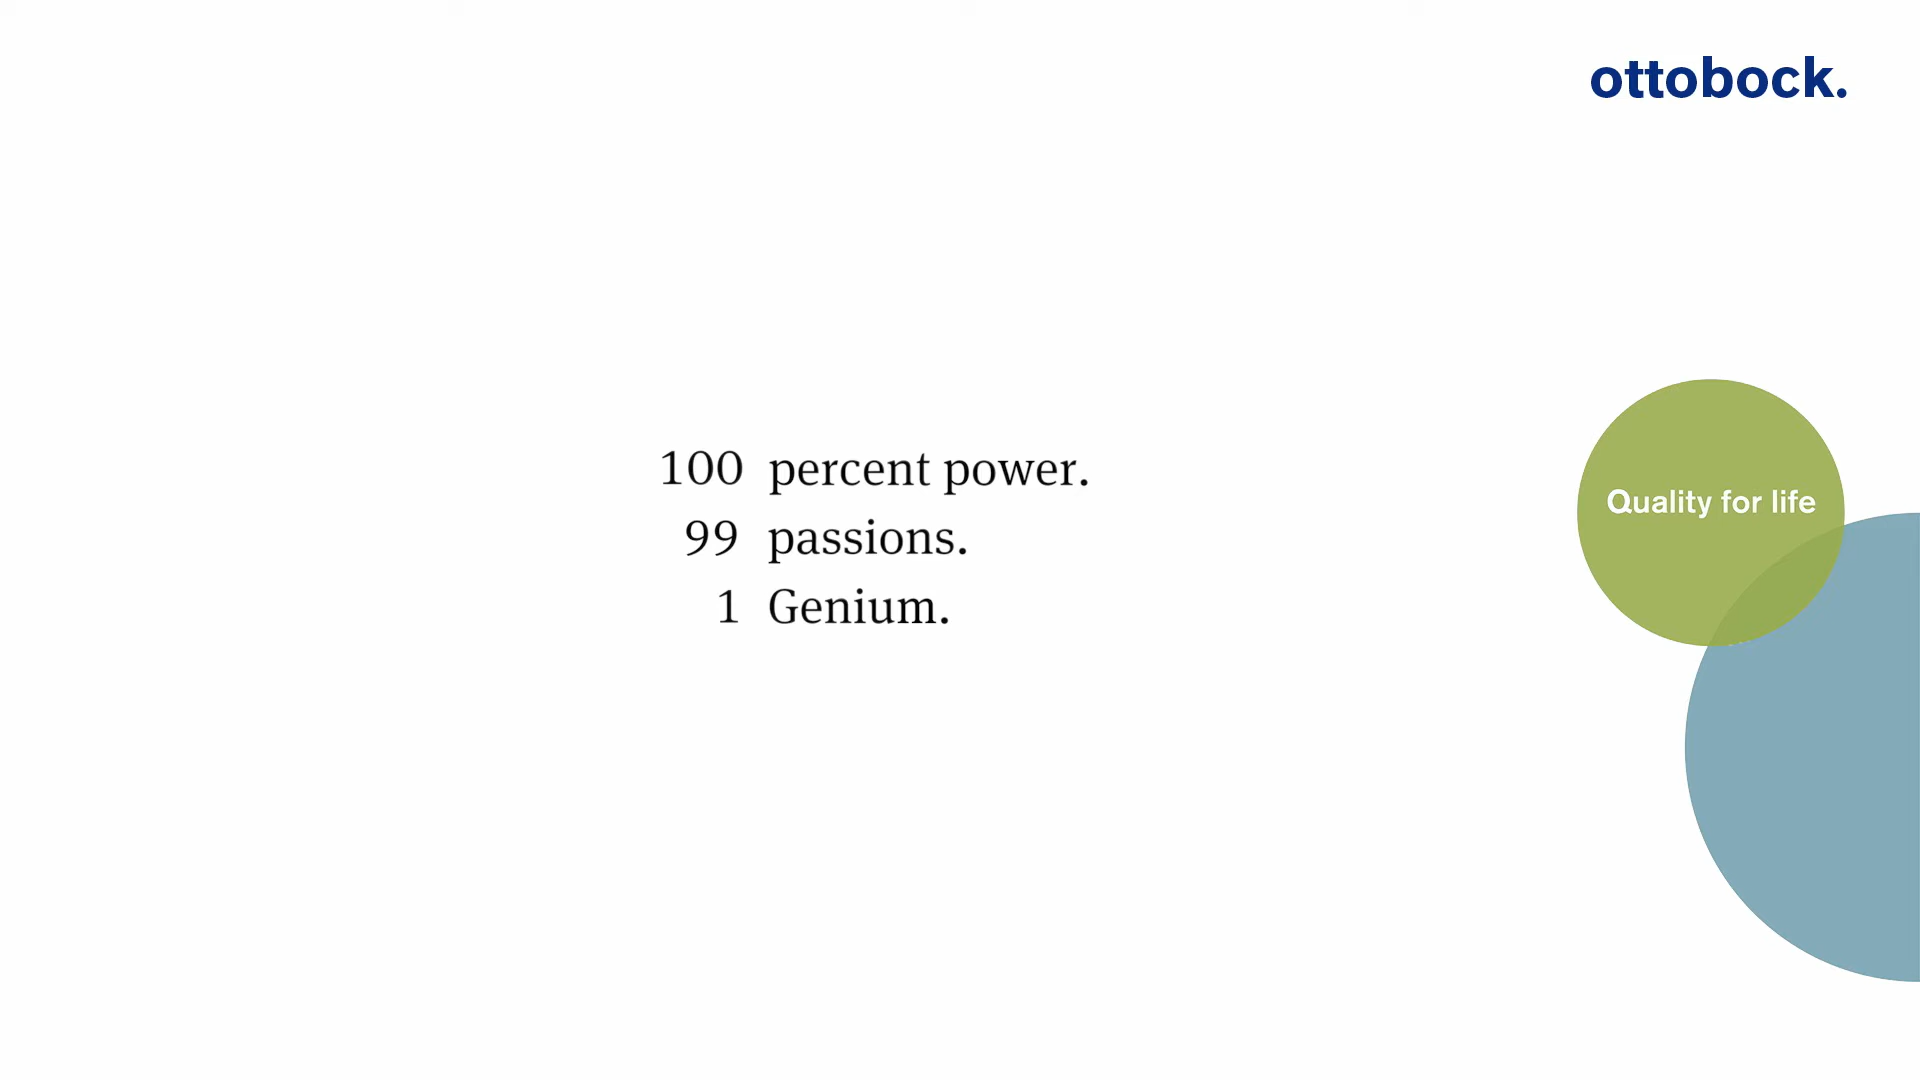 ottobock.
100 percent power.
99 passions.
1 Genium.
Quality for life